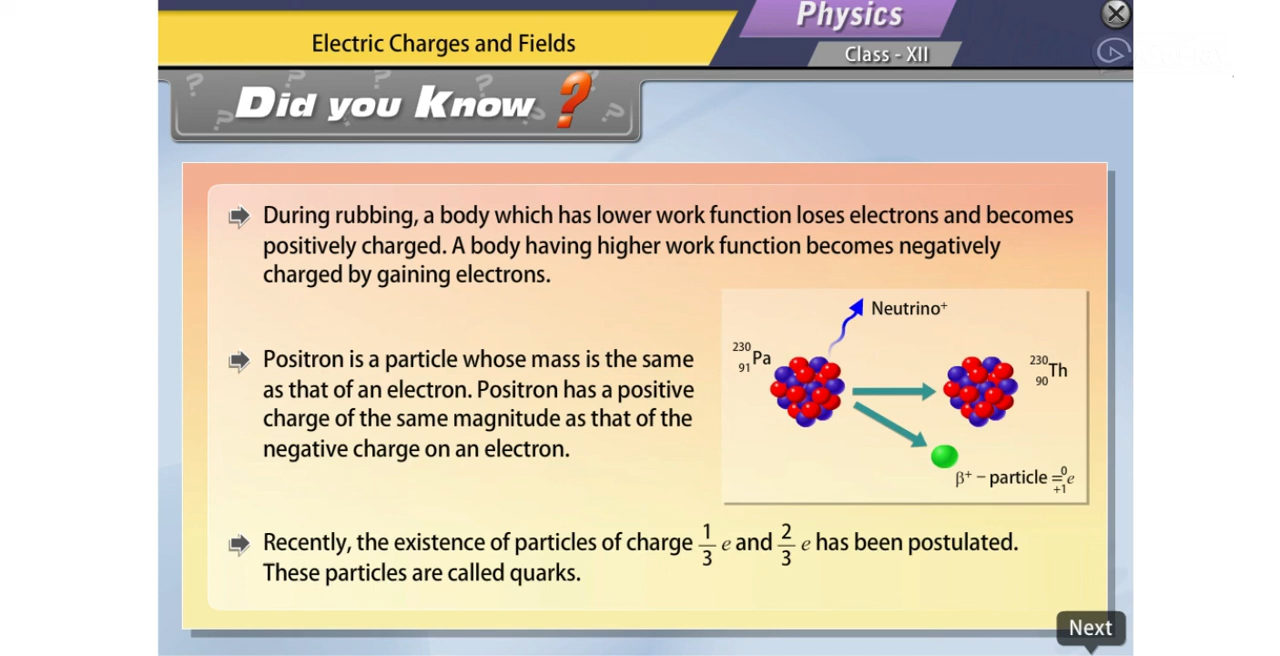 Physics
Electric Charges and Fields
Class - XII
Did you Know ?
During rubbing, a body which has lower work function loses electrons and becomes
positively charged. A body having higher work function becomes negatively
charged by gaining electrons.
Neutrino⁺
²³⁰₉₁Pa
²³⁰₉₀Th
Positron is a particle whose mass is the same
as that of an electron. Positron has a positive
charge of the same magnitude as that of the
negative charge on an electron.
β⁺ – particle = ⁰₊₁e
Recently, the existence of particles of charge 1/3 e and 2/3 e has been postulated.
These particles are called quarks.
Next